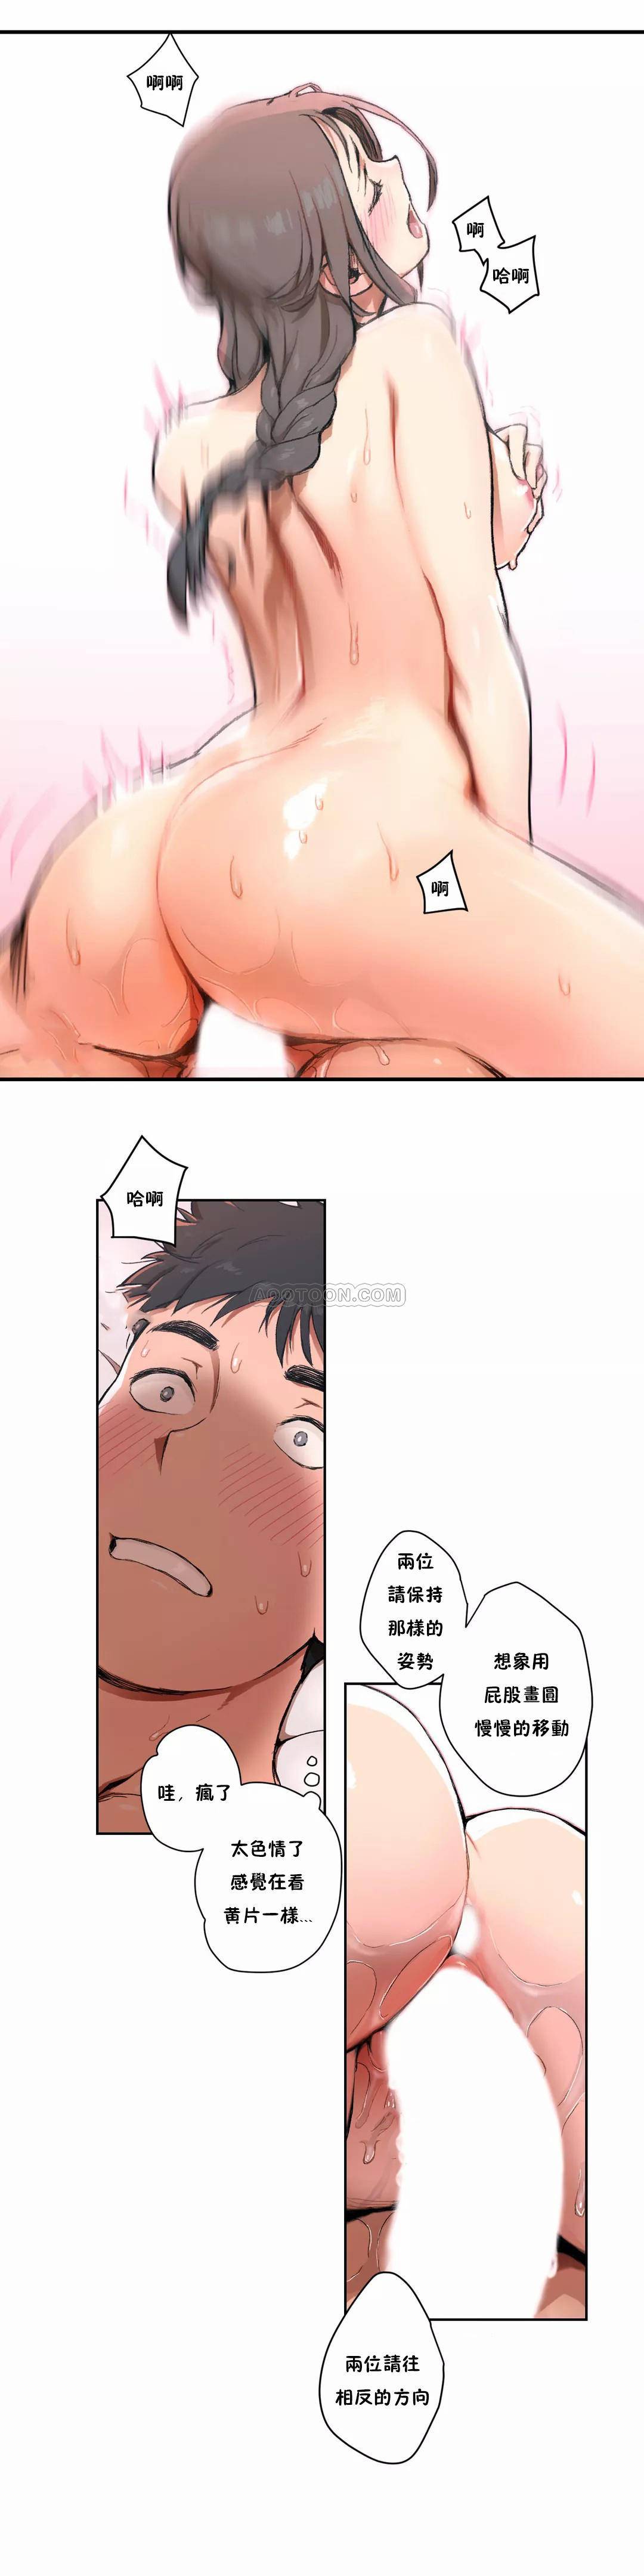 啊啊
啊
哈啊
啊
哈啊
AOOTOON.COM
兩位
請保持
那樣的
姿勢
想象用
屁股畫圓
慢慢的移動
哇，瘋了
太色情了
感覺在看
黄片一樣...
兩位請往
相反的方向